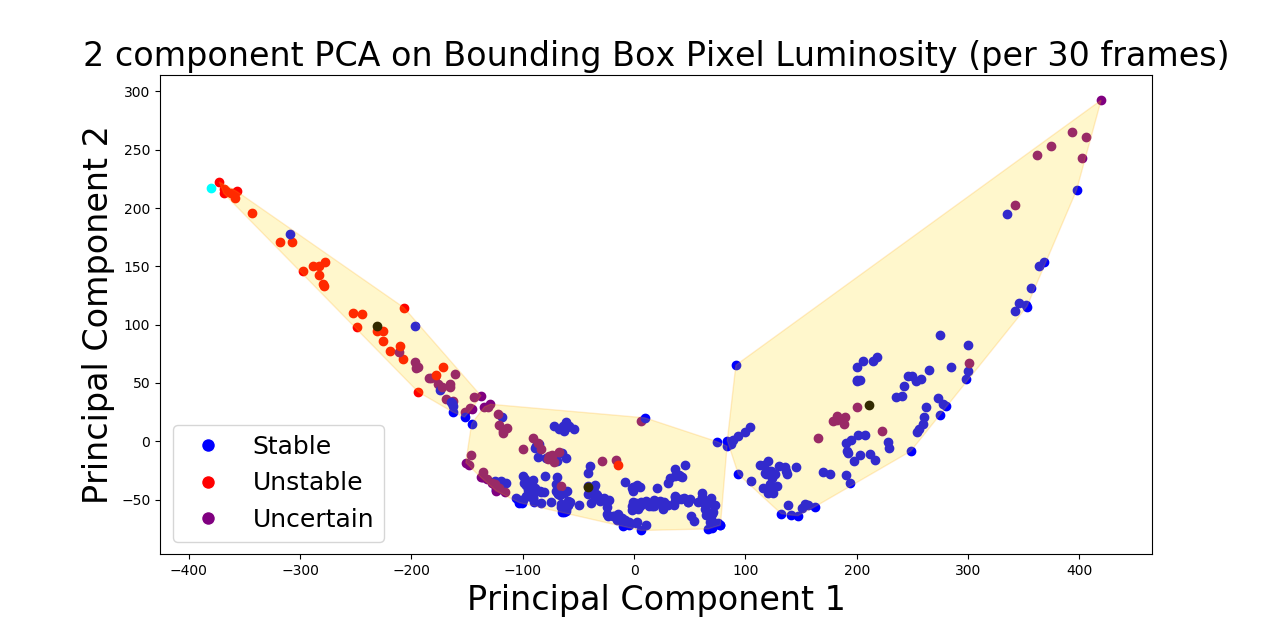 2 component PCA on Bounding Box Pixel Luminosity (per 30 frames)
Principal Component 2
300
250
200
150
100
50
0
−50
Stable
Unstable
Uncertain
−400 −300 −200 −100 0 100 200 300 400
Principal Component 1